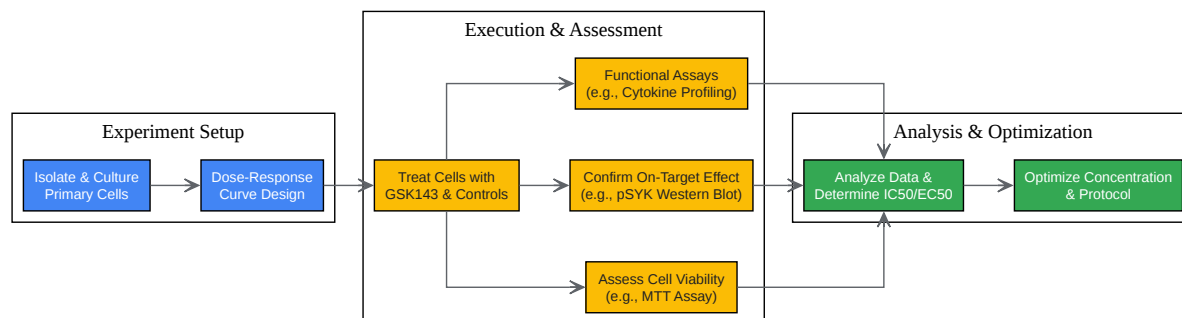 Execution & Assessment
Functional Assays
(e.g., Cytokine Profiling)
Experiment Setup
Analysis & Optimization
Isolate & Culture
Primary Cells
Dose-Response
Curve Design
Treat Cells with
GSK143 & Controls
Confirm On-Target Effect
(e.g., pSYK Western Blot)
Analyze Data &
Determine IC50/EC50
Optimize Concentration
& Protocol
Assess Cell Viability
(e.g., MTT Assay)